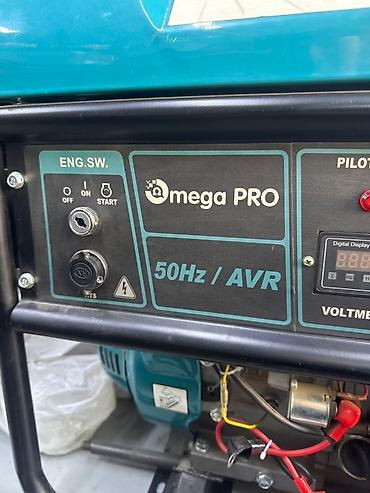 ENG.SW.
OFF
ON
START
Omega PRO
50Hz / AVR
PILOT
Digital Display
VOLTME